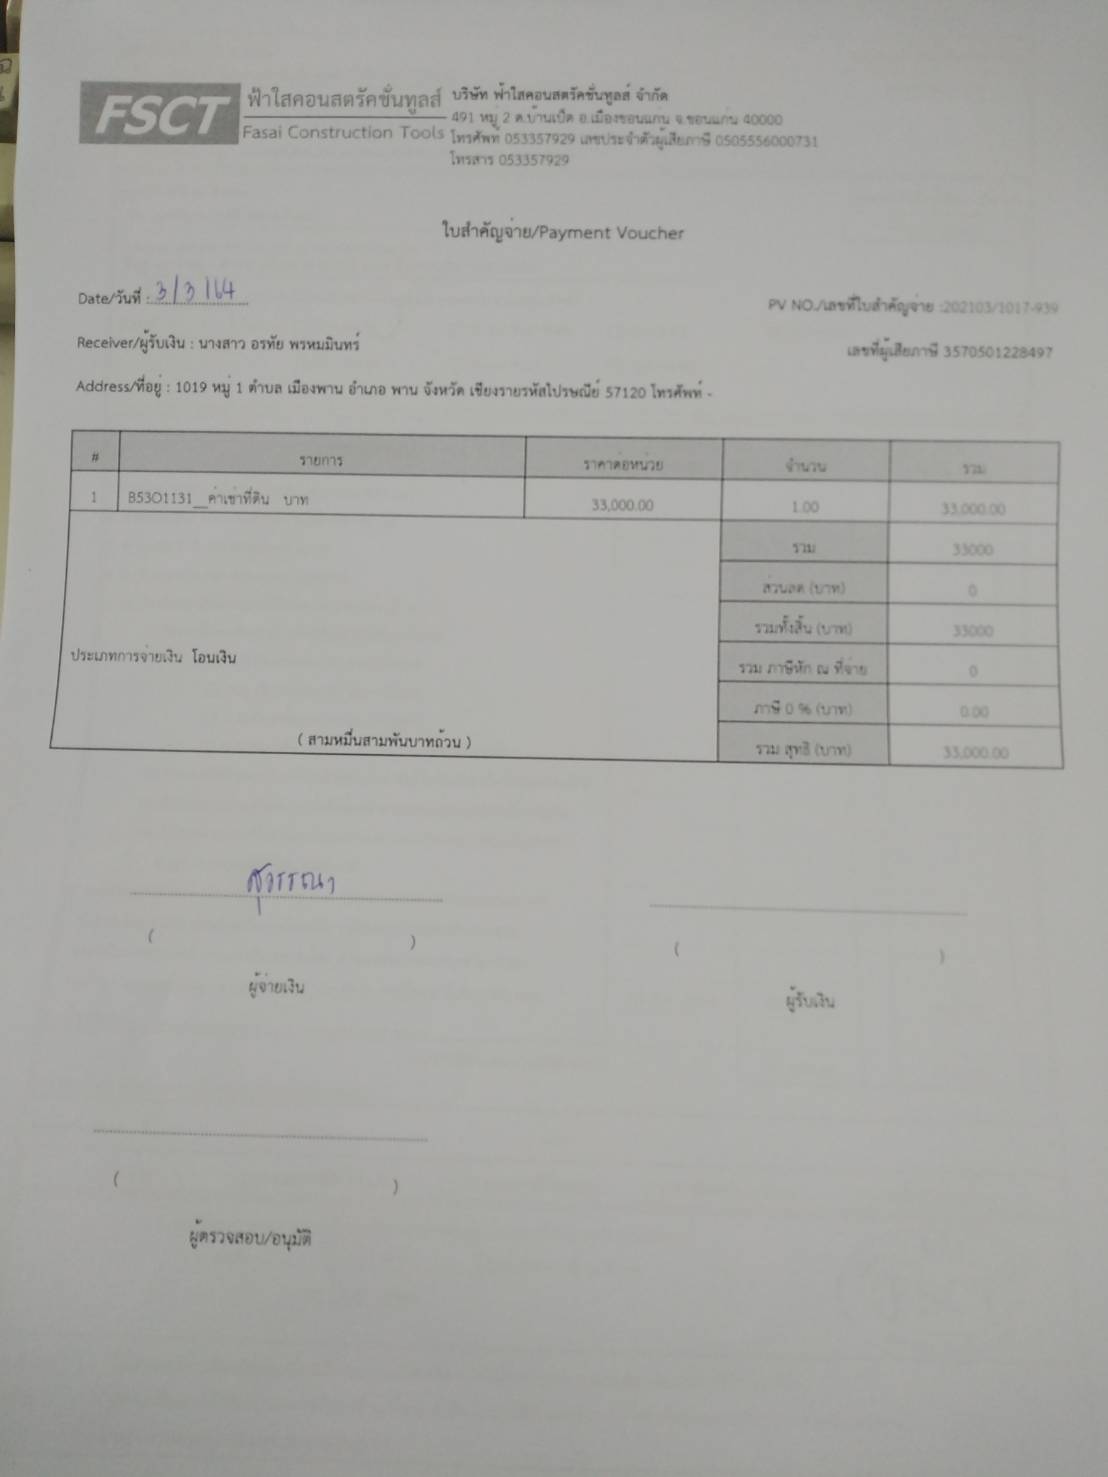 FSCT
ฟ้าใสคอนสตรัคชั่นทูลส์
Fasai Construction Tools
บริษัท ฟ้าใสคอนสตรัคชั่นทูลส์ จำกัด
491 หมู่ 2 ต.บ้านเป็ด อ.เมืองขอนแก่น จ.ขอนแก่น 40000
โทรศัพท์ 053357929 เลขประจำตัวผู้เสียภาษี 0505556000731
โทรสาร 053357929
ใบสำคัญจ่าย/Payment Voucher
Date/วันที่ : 3/3/64
PV NO./เลขที่ใบสำคัญจ่าย :202103/1017-939
Receiver/ผู้รับเงิน : นางสาว อรทัย พรหมมินทร์
เลขที่ผู้เสียภาษี 3570501228497
Address/ที่อยู่ : 1019 หมู่ 1 ตำบล เมืองพาน อำเภอ พาน จังหวัด เชียงรายรหัสไปรษณีย์ 57120 โทรศัพท์ -
# รายการ ราคาต่อหน่วย จำนวน รวม
1 B53O1131__ค่าเช่าที่ดิน บาท 33,000.00 1.00 33,000.00
รวม 33000
ส่วนลด (บาท) 0
รวมทั้งสิ้น (บาท) 33000
ประเภทการจ่ายเงิน โอนเงิน
รวม ภาษีหัก ณ ที่จ่าย 0
ภาษี 0 % (บาท) 0.00
( สามหมื่นสามพันบาทถ้วน )
รวม สุทธิ (บาท) 33,000.00
สุวรรณา
( )
( )
ผู้จ่ายเงิน
ผู้รับเงิน
( )
ผู้ตรวจสอบ/อนุมัติ